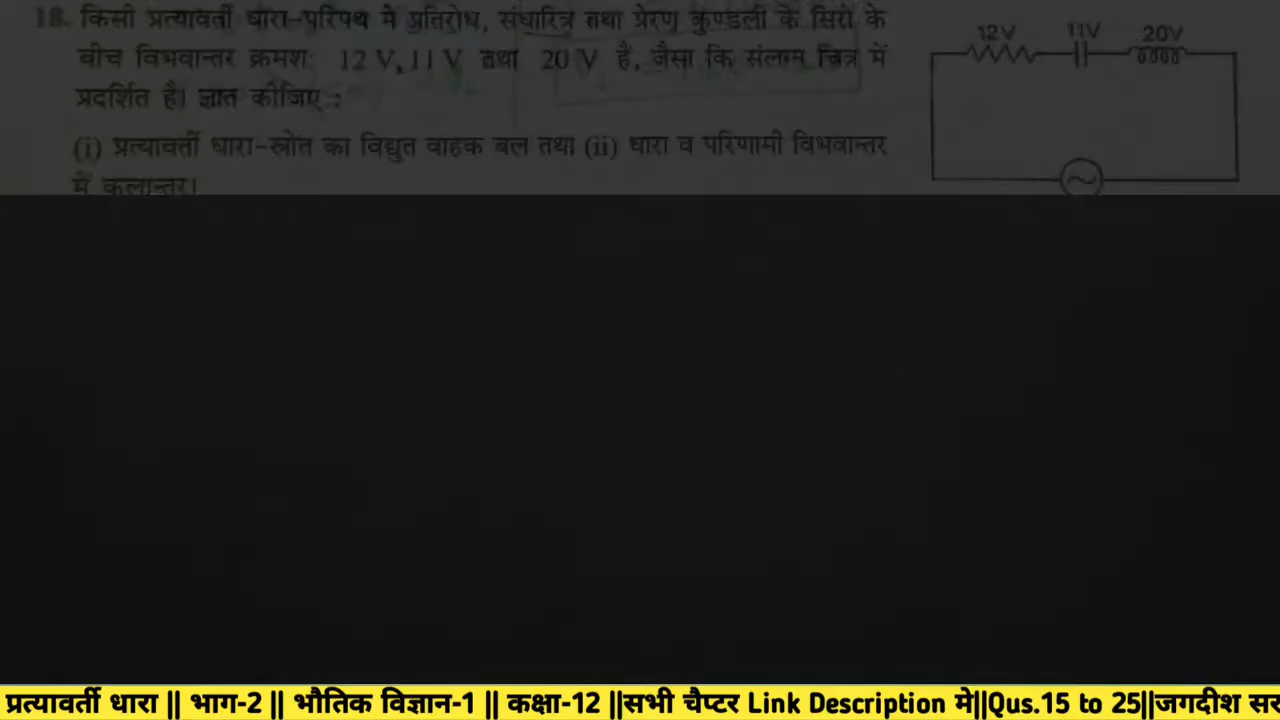 18. किसी प्रत्यावर्ती धारा-परिपथ में प्रतिरोध, संधारित्र तथा प्रेरण कुण्डली के सिरों के
बीच विभवान्तर क्रमश: 12 V, 11 V तथा 20 V है, जैसा कि संलग्न चित्र में
प्रदर्शित है। ज्ञात कीजिए :
(i) प्रत्यावर्ती धारा-स्रोत का विद्युत वाहक बल तथा (ii) धारा व परिणामी विभवान्तर
में कलान्तर।
12V 11V 20V
प्रत्यावर्ती धारा || भाग-2 || भौतिक विज्ञान-1 || कक्षा-12 ||सभी चैप्टर Link Description मे||Qus.15 to 25||जगदीश सर